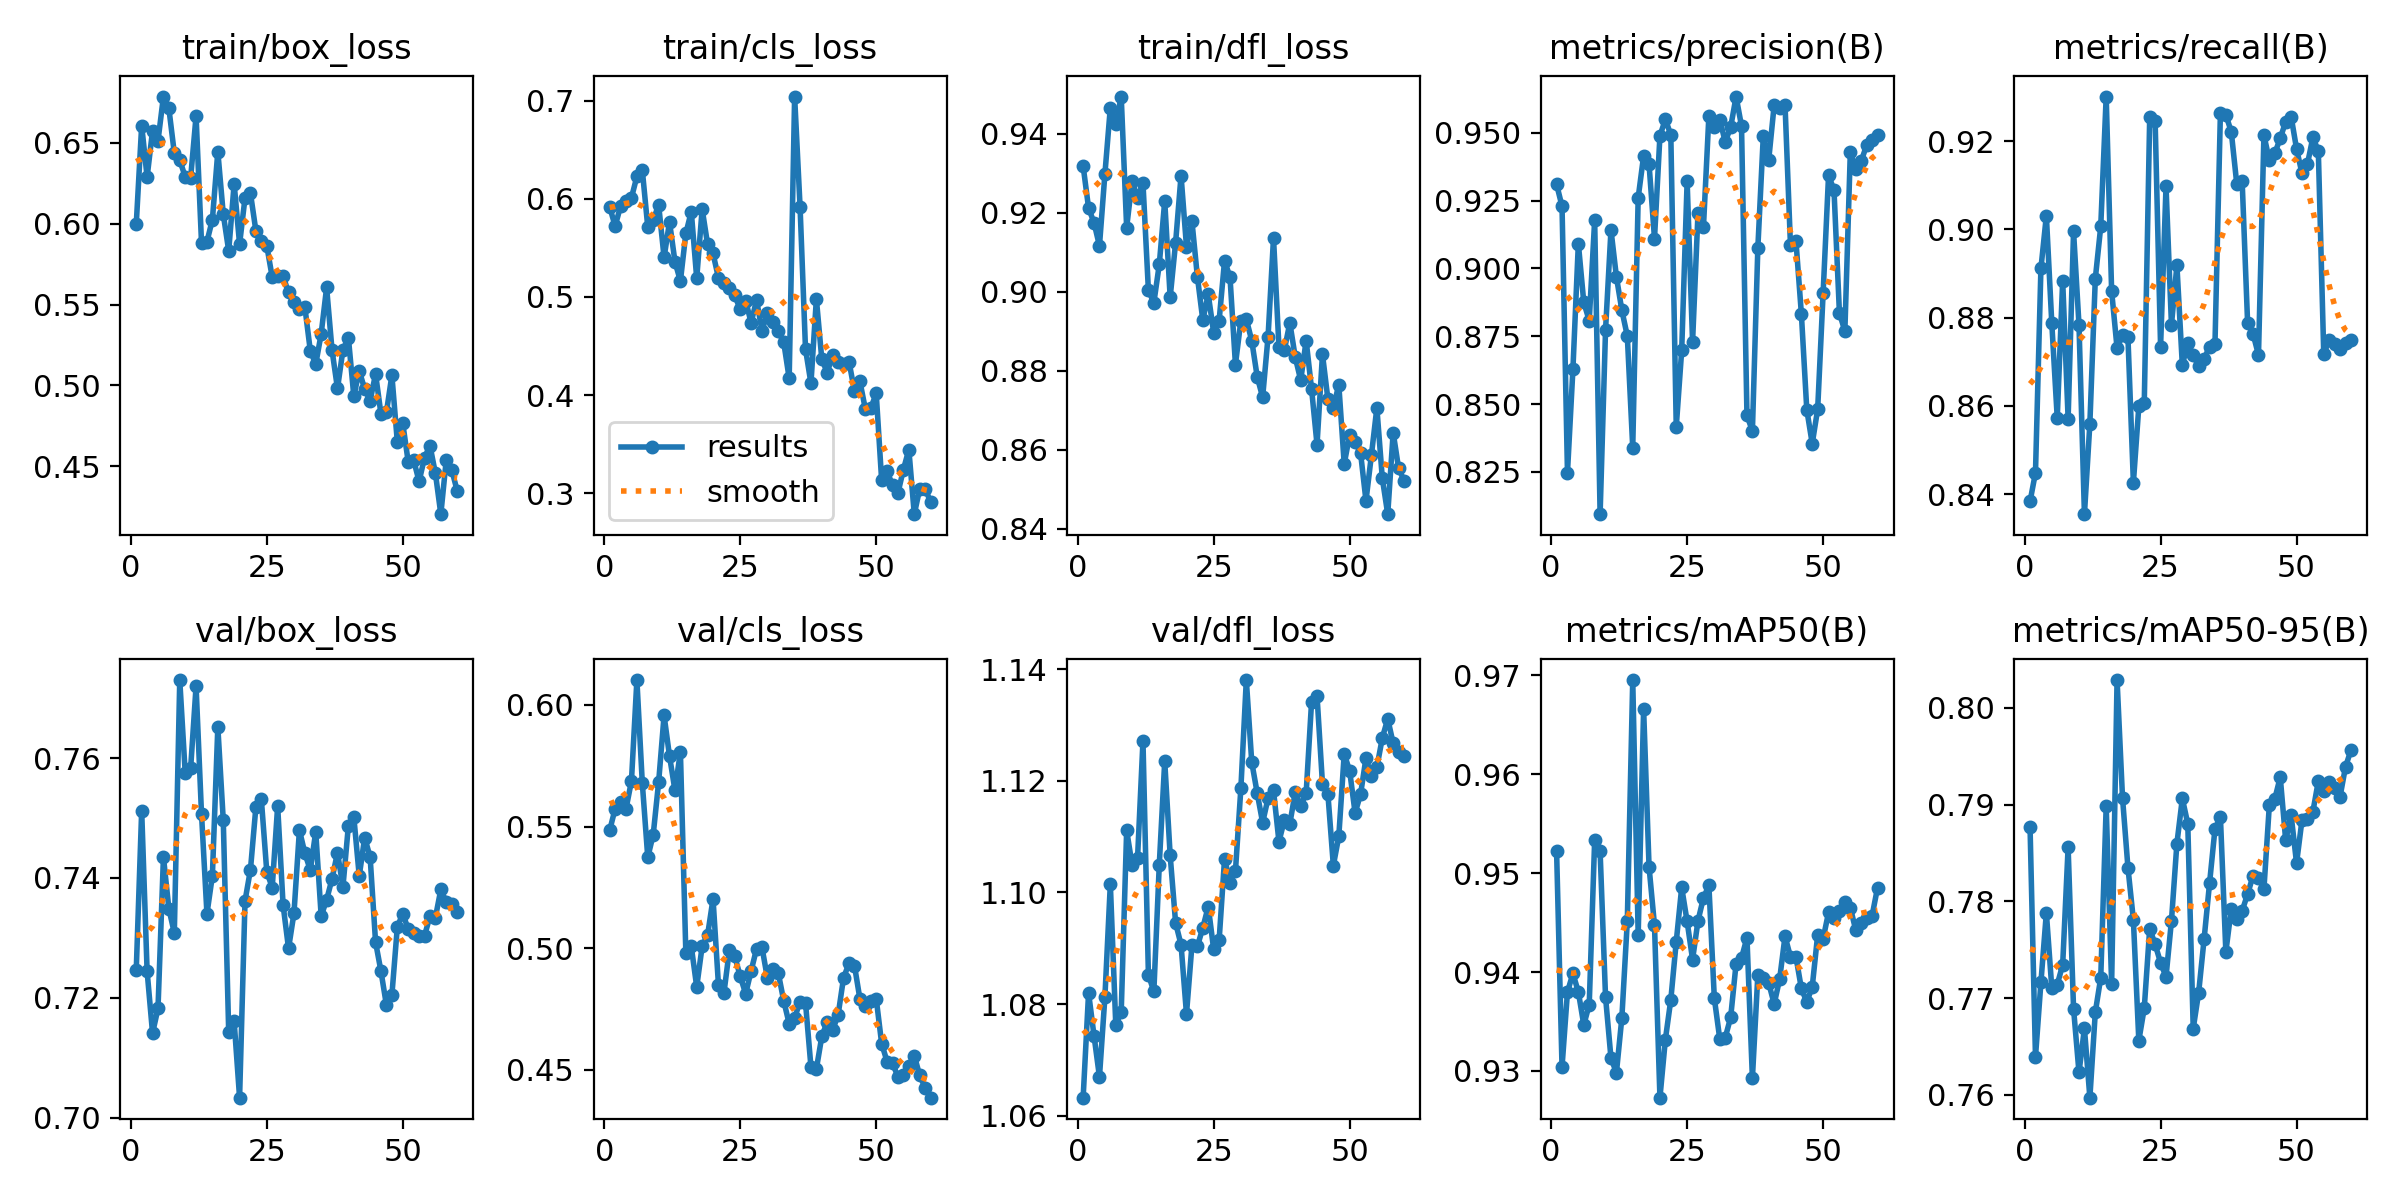 train/box_loss
train/cls_loss
train/dfl_loss
metrics/precision(B)
metrics/recall(B)
0.65
0.60
0.55
0.50
0.45
0 25 50
0.7
0.6
0.5
0.4
0.3
results
smooth
0 25 50
0.94
0.92
0.90
0.88
0.86
0.84
0 25 50
0.950
0.925
0.900
0.875
0.850
0.825
0 25 50
0.92
0.90
0.88
0.86
0.84
0 25 50
val/box_loss
val/cls_loss
val/dfl_loss
metrics/mAP50(B)
metrics/mAP50-95(B)
0.76
0.74
0.72
0.70
0 25 50
0.60
0.55
0.50
0.45
0 25 50
1.14
1.12
1.10
1.08
1.06
0 25 50
0.97
0.96
0.95
0.94
0.93
0 25 50
0.80
0.79
0.78
0.77
0.76
0 25 50